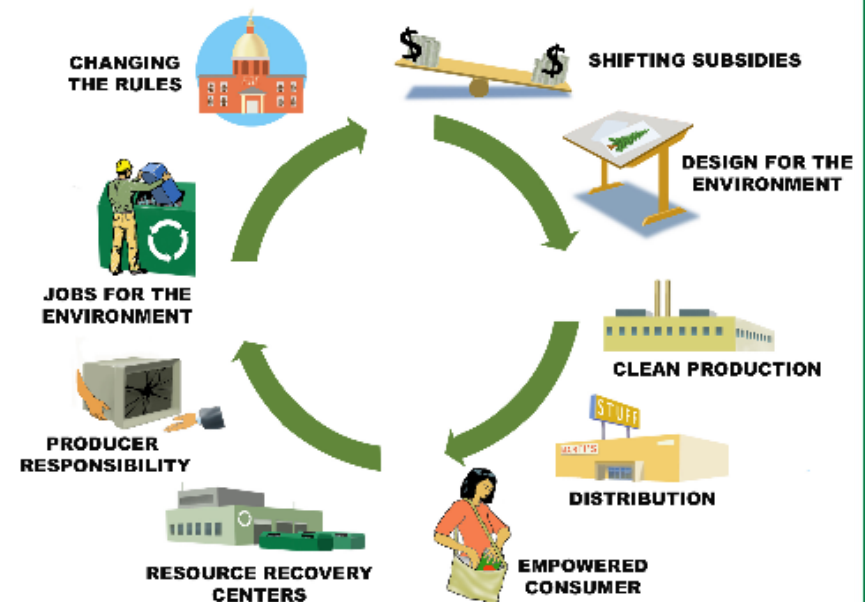 CHANGING
THE RULES
$
$
SHIFTING SUBSIDIES
DESIGN FOR THE
ENVIRONMENT
CLEAN PRODUCTION
STUFF
DISTRIBUTION
EMPOWERED
CONSUMER
RESOURCE RECOVERY
CENTERS
PRODUCER
RESPONSIBILITY
JOBS FOR THE
ENVIRONMENT